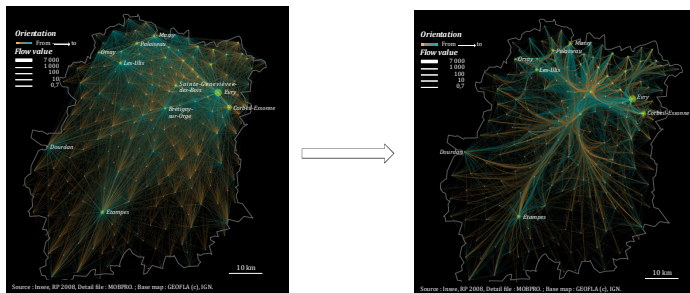 Orientation
From to
Flow value
7 000
1 000
100
10
0,7
Massy
Palaiseau
Orsay
Les-Ulis
Sainte-Geneviève-
des-Bois
Evry
Brétigny-
sur-Orge
Corbeil-Essonne
Dourdan
Etampes
10 km
Source : Insee, RP 2008, Detail file : MOBPRO. ; Base map : GEOFLA (c), IGN.
Orientation
From to
Flow value
7 000
1 000
100
10
0,7
Massy
Palaiseau
Orsay
Les-Ulis
Evry
Corbeil-Essonne
Dourdan
Etampes
10 km
Source : Insee, RP 2008, Detail file : MOBPRO. ; Base map : GEOFLA (c), IGN.